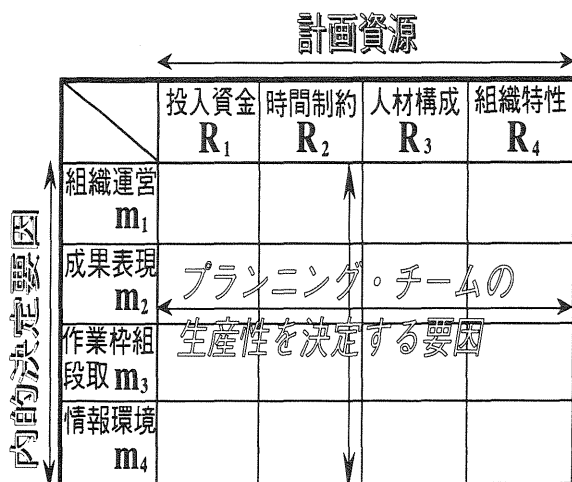 計画資源
投入資金 時間制約 人材構成 組織特性
R1 R2 R3 R4
内的決定要因
組織運営
m1
成果表現
m2
作業枠組
段取 m3
情報環境
m4
プランニング・チームの
生産性を決定する要因